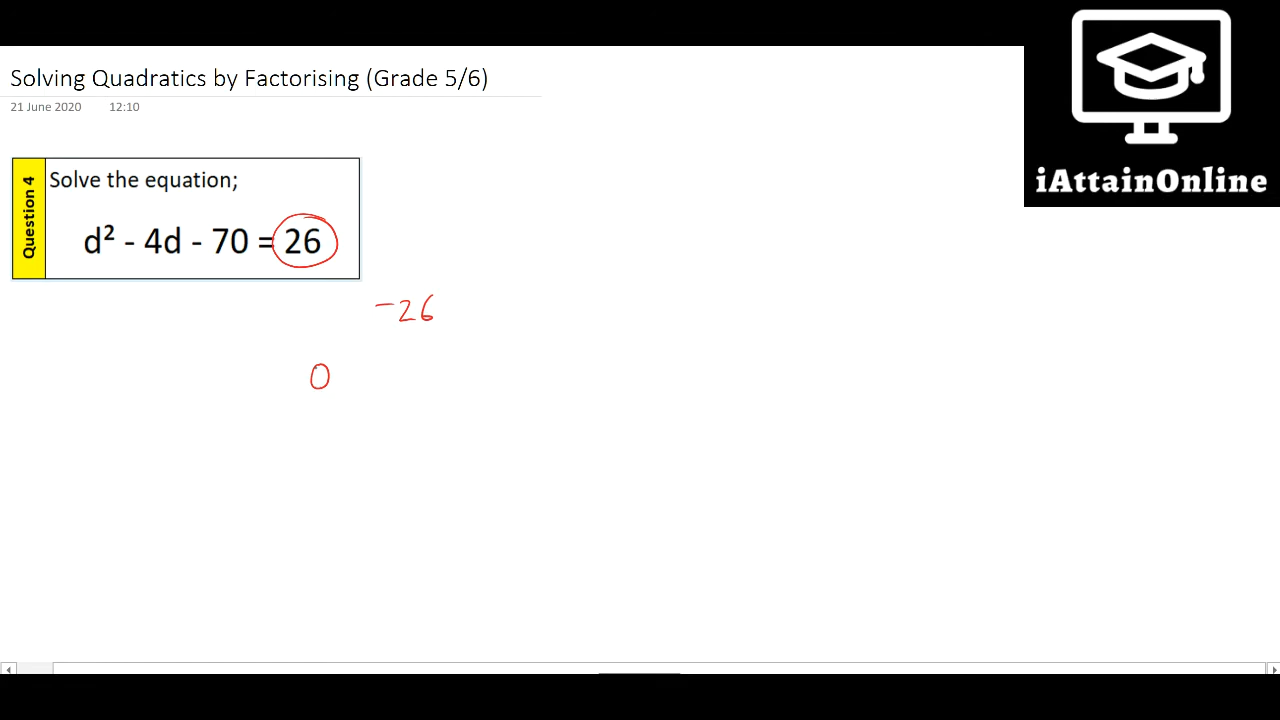 Solving Quadratics by Factorising (Grade 5/6)
21 June 2020 12:10
iAttainOnline
Question 4
Solve the equation;
d² - 4d - 70 = 26
-26
0